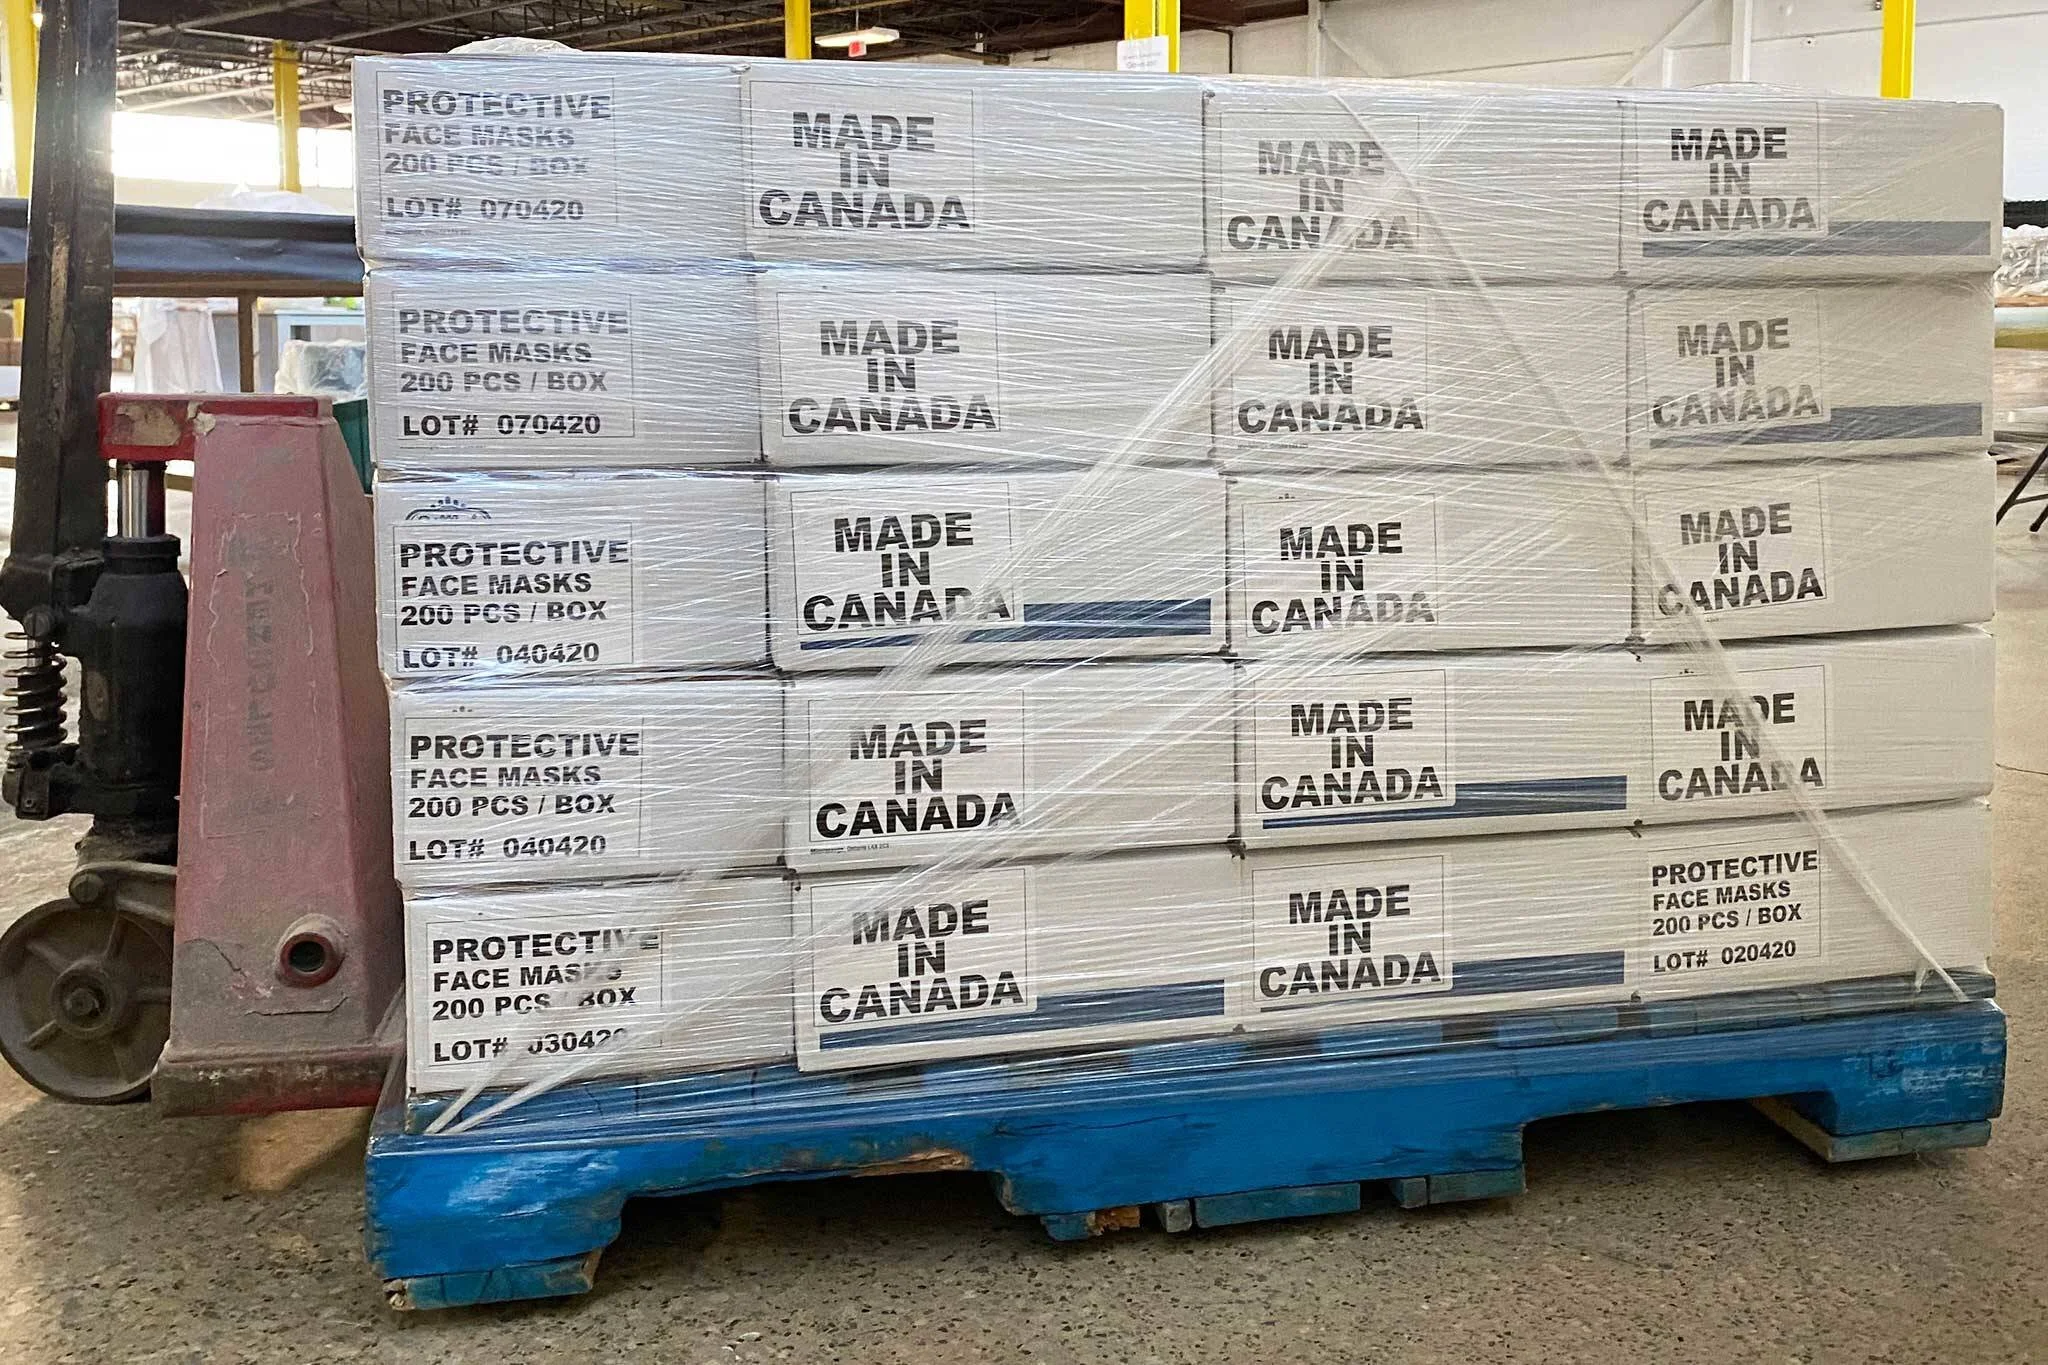 PROTECTIVE
FACE MASKS
200 PCS / BOX
LOT# 070420
MADE
IN
CANADA
MADE
IN
CANADA
MADE
IN
CANADA
PROTECTIVE
FACE MASKS
200 PCS / BOX
LOT# 070420
MADE
IN
CANADA
MADE
IN
CANADA
MADE
IN
CANADA
PROTECTIVE
FACE MASKS
200 PCS / BOX
LOT# 040420
MADE
IN
CANADA
MADE
IN
CANADA
MADE
IN
CANADA
PROTECTIVE
FACE MASKS
200 PCS / BOX
LOT# 040420
MADE
IN
CANADA
MADE
IN
CANADA
MADE
IN
CANADA
PROTECTIVE
FACE MASKS
200 PCS / BOX
LOT# 030420
MADE
IN
CANADA
MADE
IN
CANADA
PROTECTIVE
FACE MASKS
200 PCS / BOX
LOT# 020420